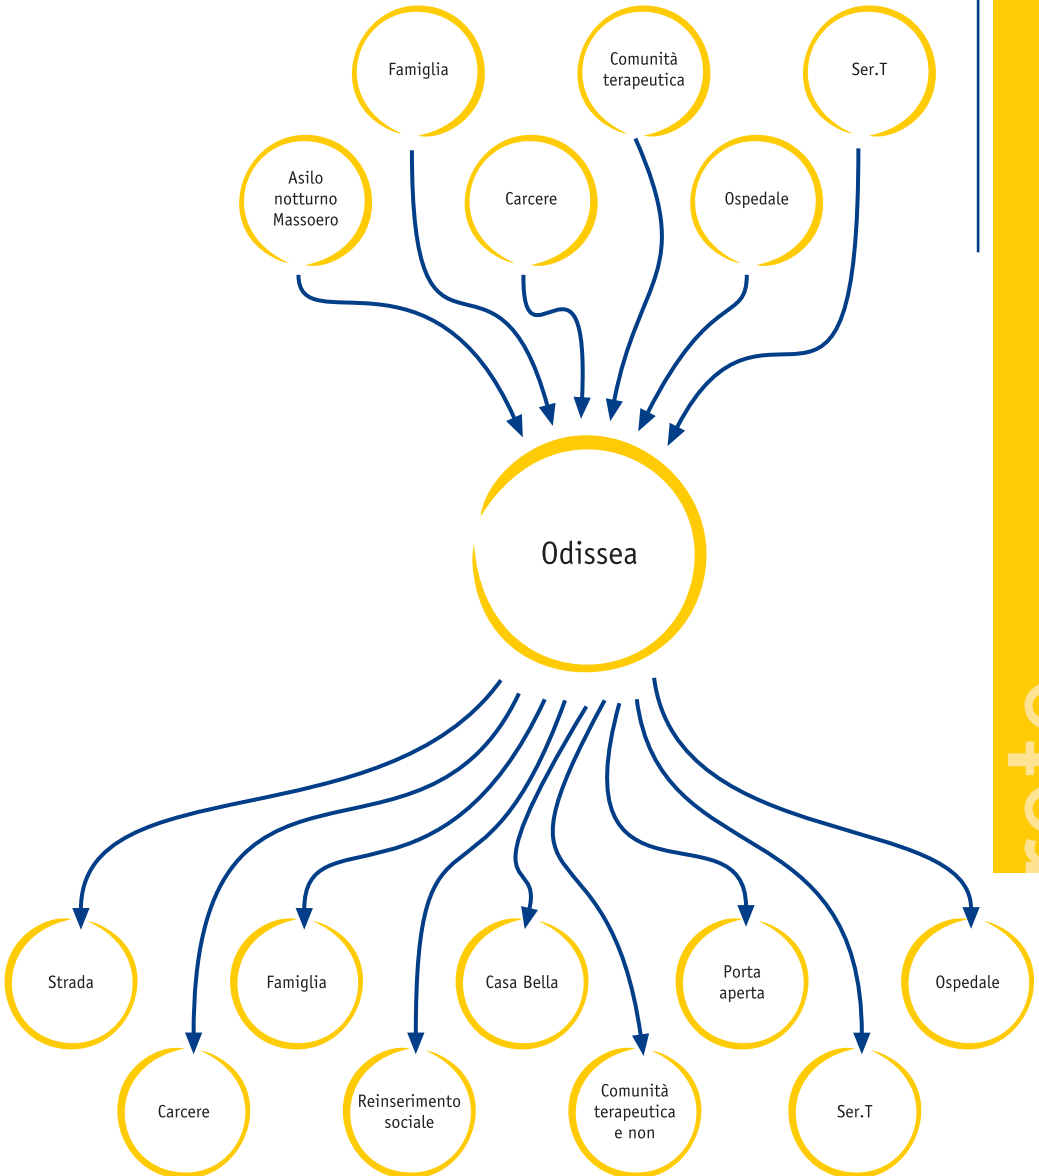 Famiglia
Comunità
terapeutica
Ser.T
Asilo
notturno
Massoero
Carcere
Ospedale
Odissea
Strada
Famiglia
Casa Bella
Porta
aperta
Ospedale
Carcere
Reinserimento
sociale
Comunità
terapeutica
e non
Ser.T